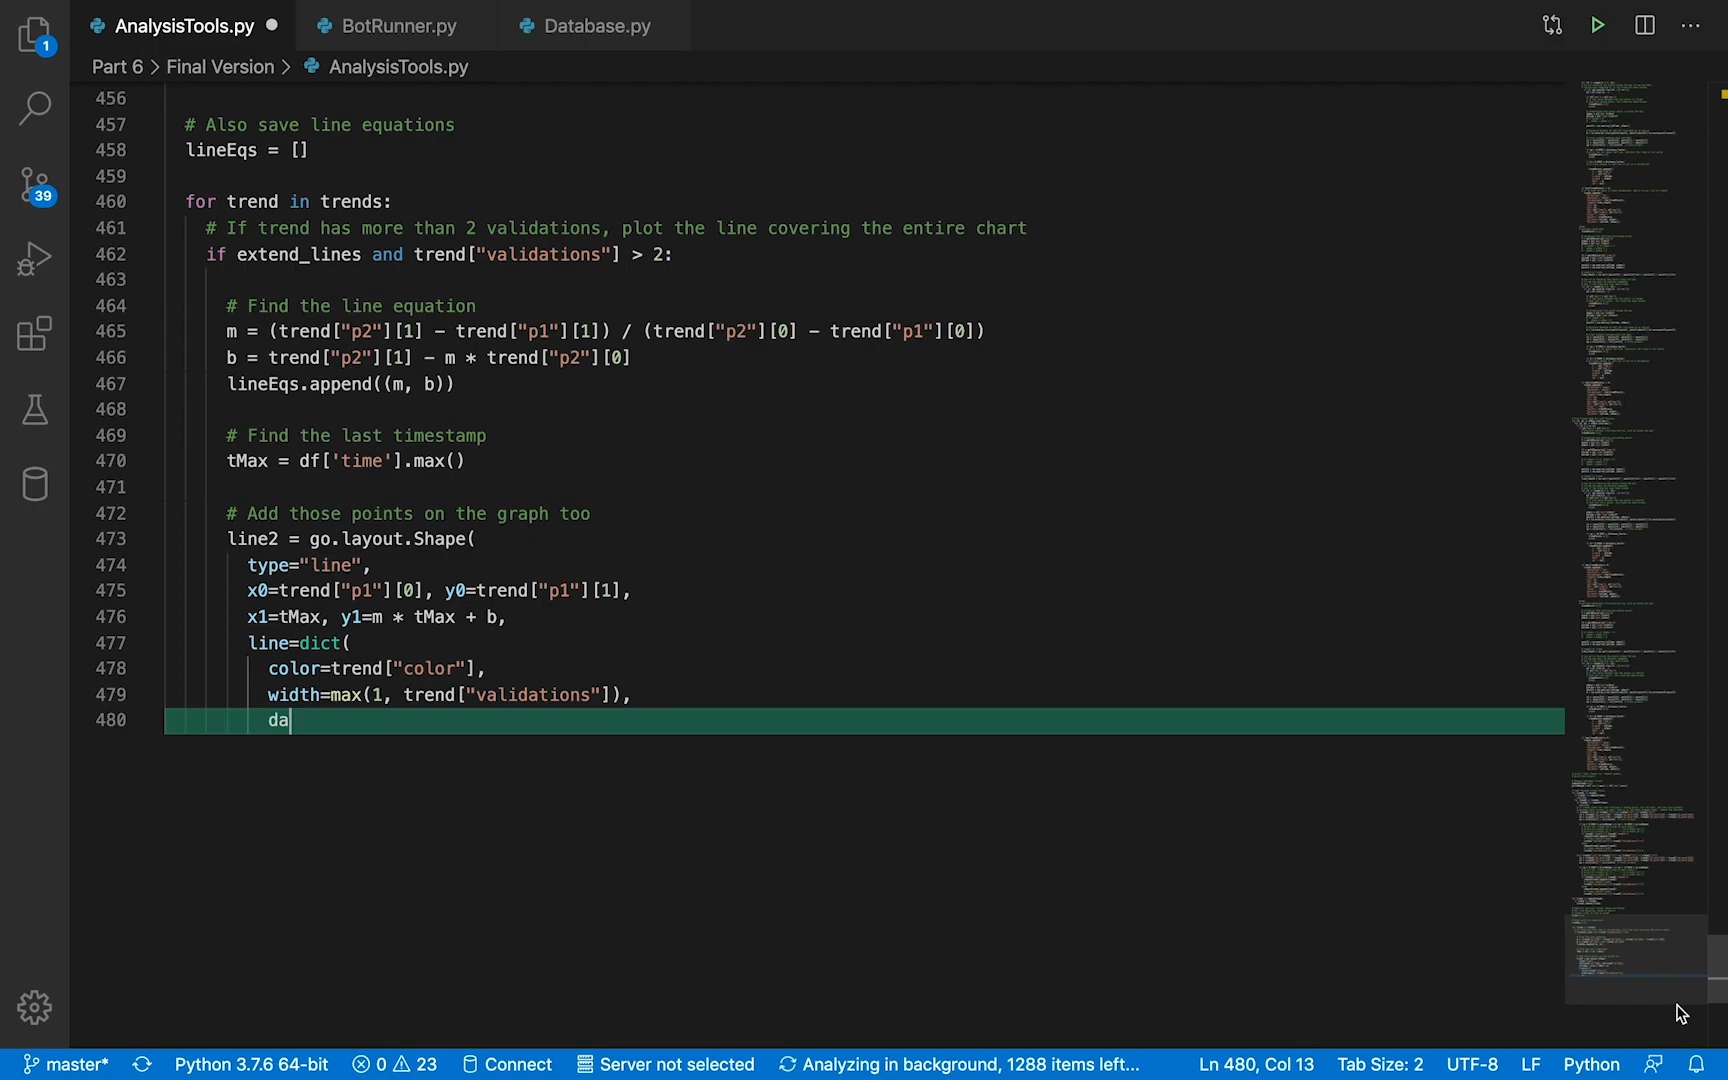 AnalysisTools.py ● BotRunner.py Database.py
1
Part 6 > Final Version > AnalysisTools.py
39
456
457 # Also save line equations
458 lineEqs = []
459
460 for trend in trends:
461 # If trend has more than 2 validations, plot the line covering the entire chart
462 if extend_lines and trend["validations"] > 2:
463
464 # Find the line equation
465 m = (trend["p2"][1] - trend["p1"][1]) / (trend["p2"][0] - trend["p1"][0])
466 b = trend["p2"][1] - m * trend["p2"][0]
467 lineEqs.append((m, b))
468
469 # Find the last timestamp
470 tMax = df['time'].max()
471
472 # Add those points on the graph too
473 line2 = go.layout.Shape(
474 type="line",
475 x0=trend["p1"][0], y0=trend["p1"][1],
476 x1=tMax, y1=m * tMax + b,
477 line=dict(
478 color=trend["color"],
479 width=max(1, trend["validations"]),
480 da
master* Python 3.7.6 64-bit 0 23 Connect Server not selected Analyzing in background, 1288 items left... Ln 480, Col 13 Tab Size: 2 UTF-8 LF Python